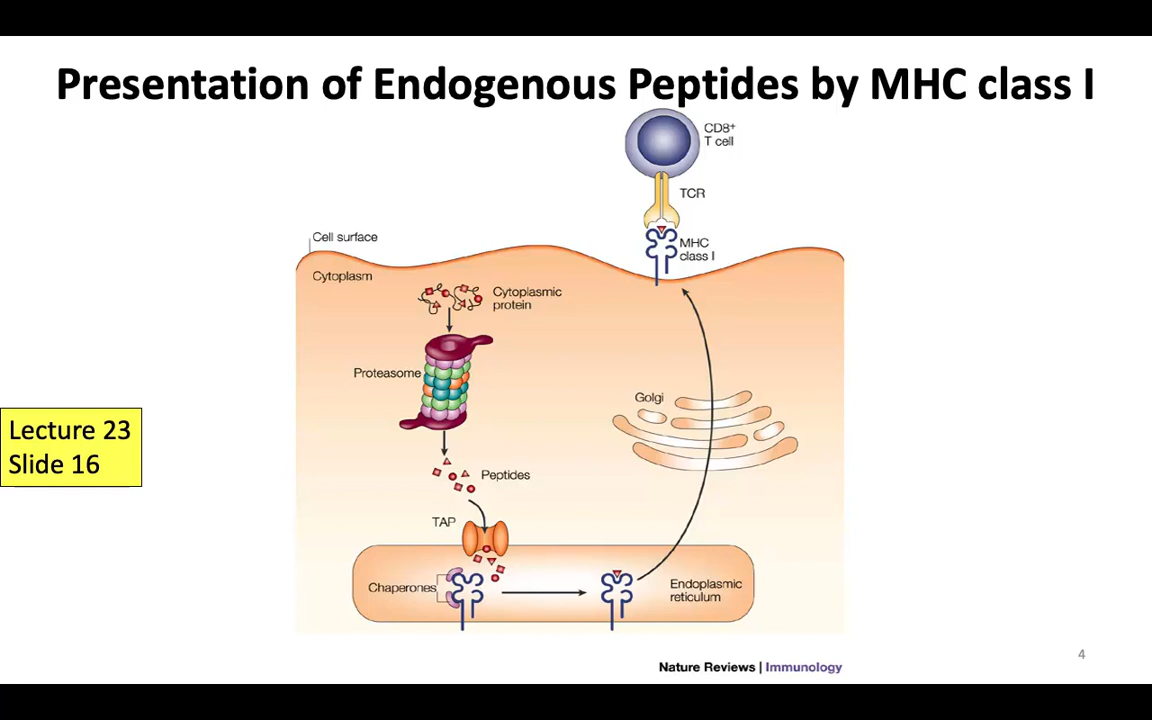 Presentation of Endogenous Peptides by MHC class I
CD8+
T cell
TCR
MHC
class I
Cell surface
Cytoplasm
Cytoplasmic
protein
Proteasome
Golgi
Lecture 23
Slide 16
Peptides
TAP
Chaperones
Endoplasmic
reticulum
4
Nature Reviews | Immunology